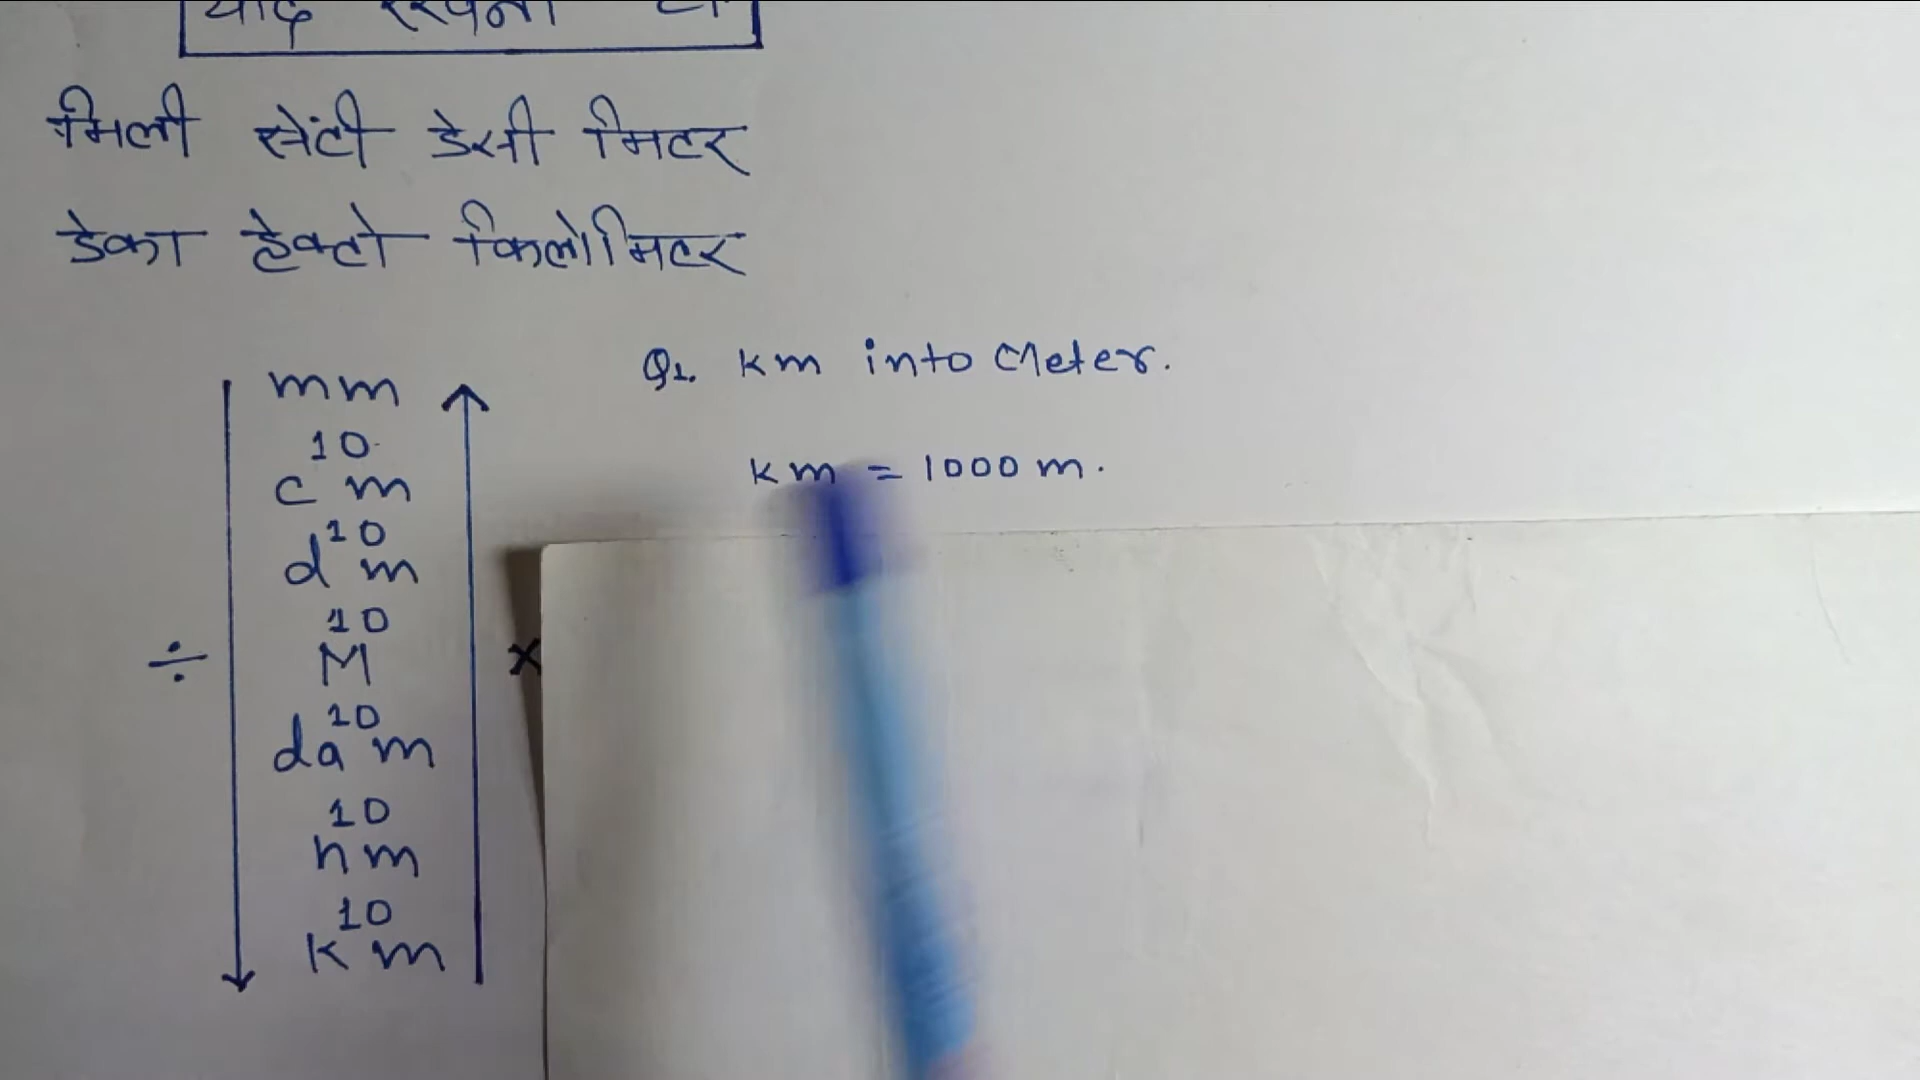 याद रखना
मिली सेंटी डेसी मिटर
डेका हेक्टो किलोमिटर
Q1. km into Meter.
km = 1000 m.
mm
10
cm
10
dm
10
÷ M ×
10
dam
10
hm
10
km